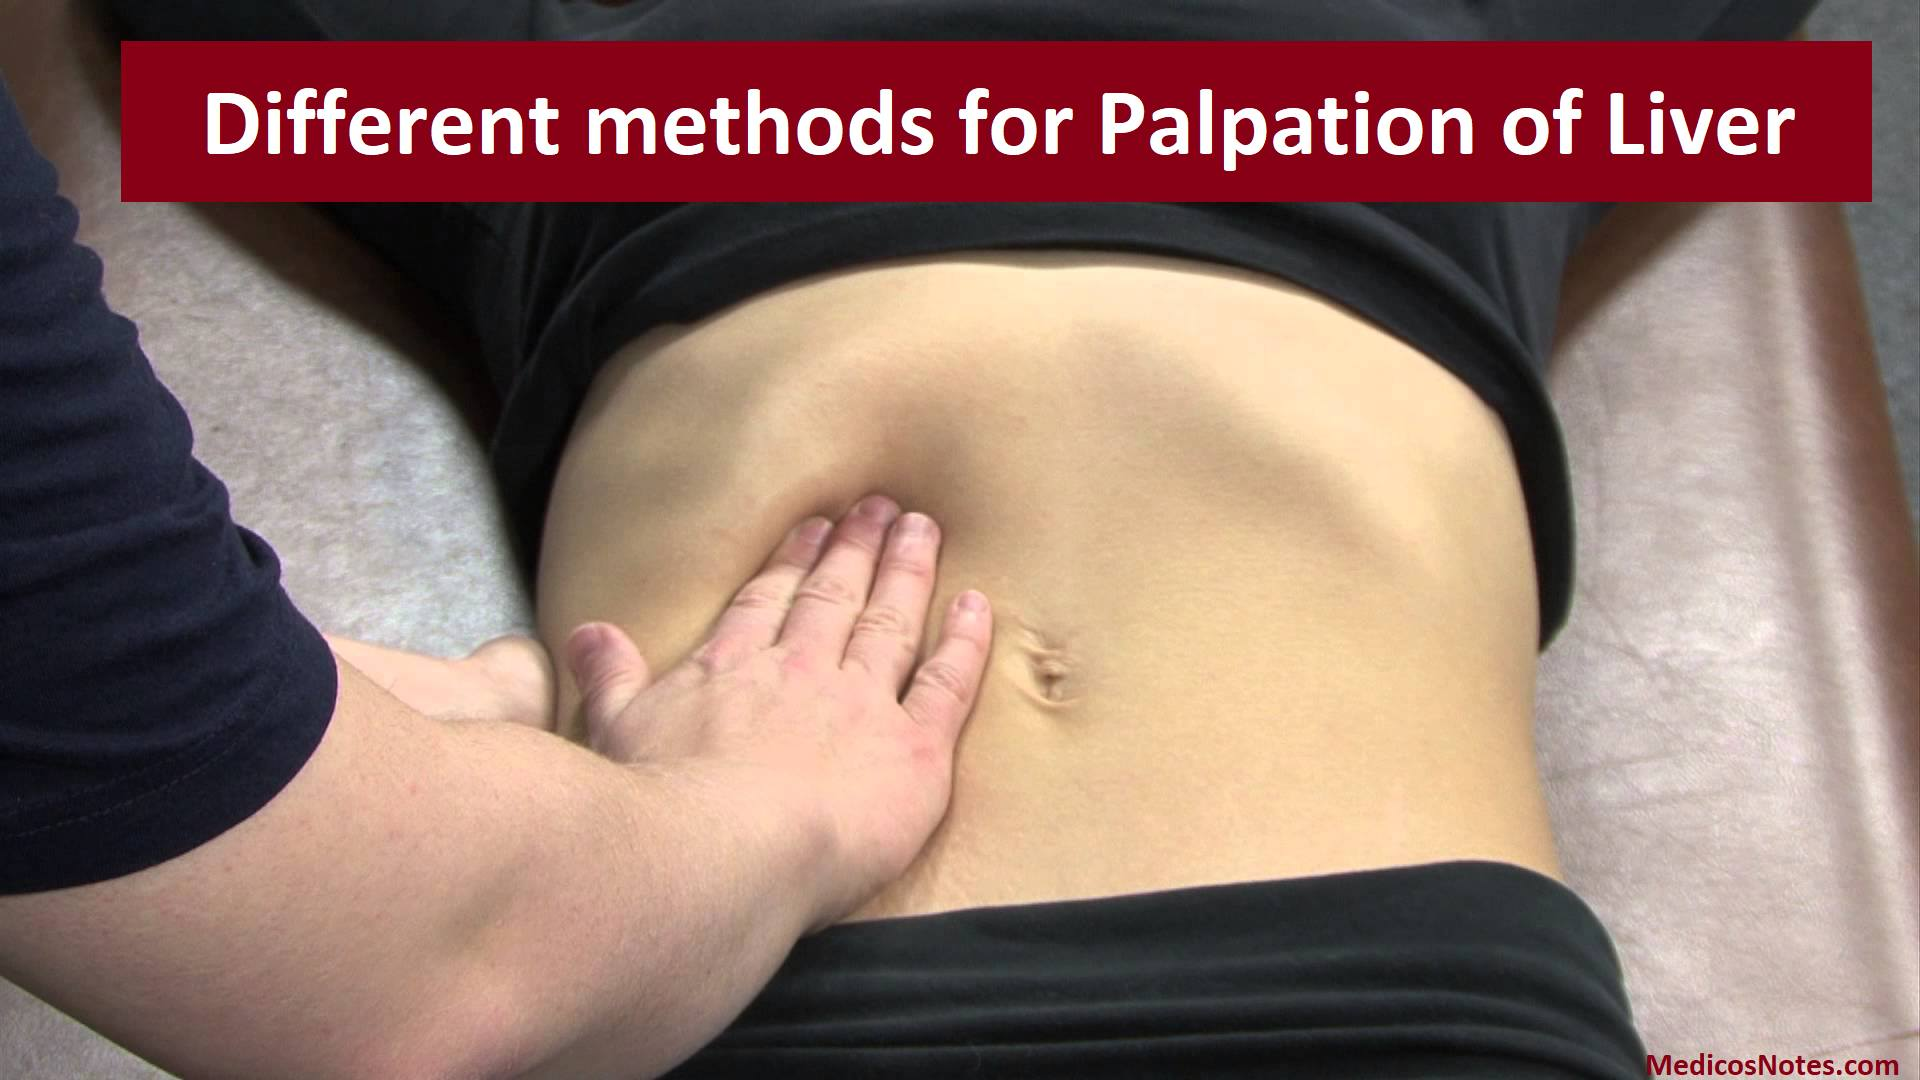 Different methods for Palpation of Liver
MedicosNotes.com